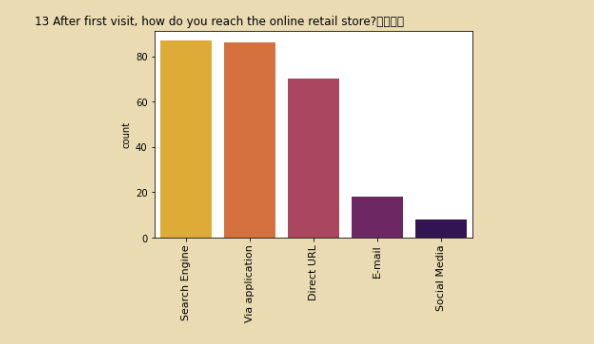 13 After first visit, how do you reach the online retail store?
80
60
40
20
0
count
Search Engine
Via application
Direct URL
E-mail
Social Media